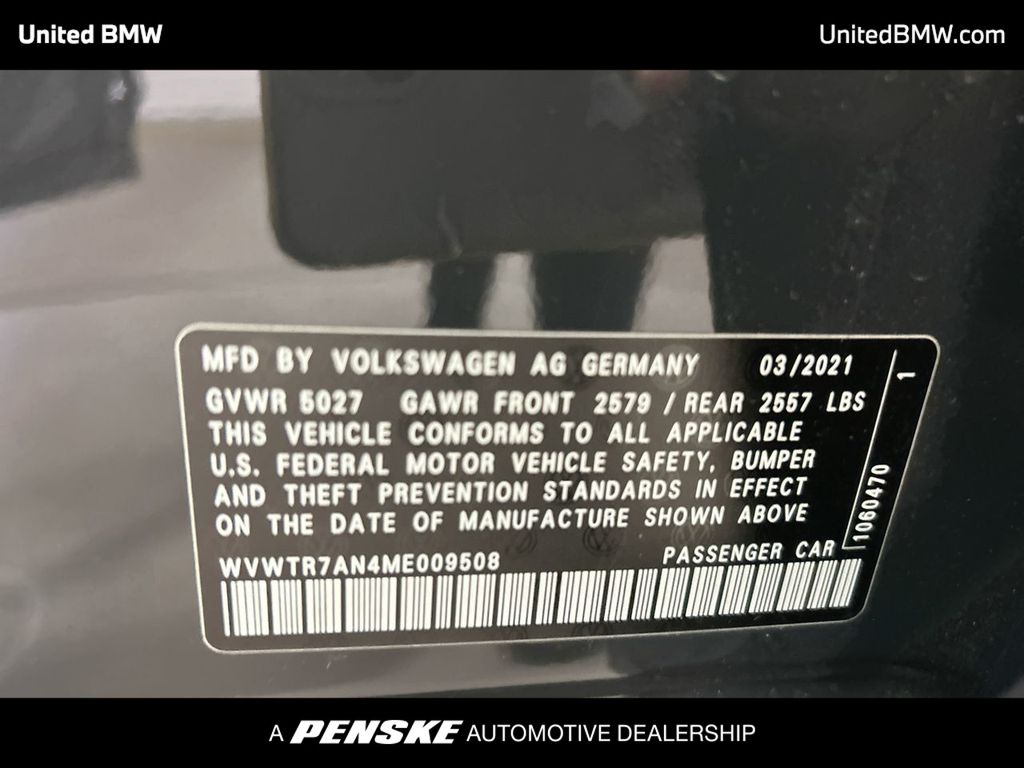 United BMW
UnitedBMW.com
MFD BY VOLKSWAGEN AG GERMANY 03/2021
GVWR 5027 GAWR FRONT 2579 / REAR 2557 LBS
THIS VEHICLE CONFORMS TO ALL APPLICABLE
U.S. FEDERAL MOTOR VEHICLE SAFETY, BUMPER
AND THEFT PREVENTION STANDARDS IN EFFECT
ON THE DATE OF MANUFACTURE SHOWN ABOVE
WVWTR7AN4ME009508 PASSENGER CAR
1060470 1
A PENSKE AUTOMOTIVE DEALERSHIP